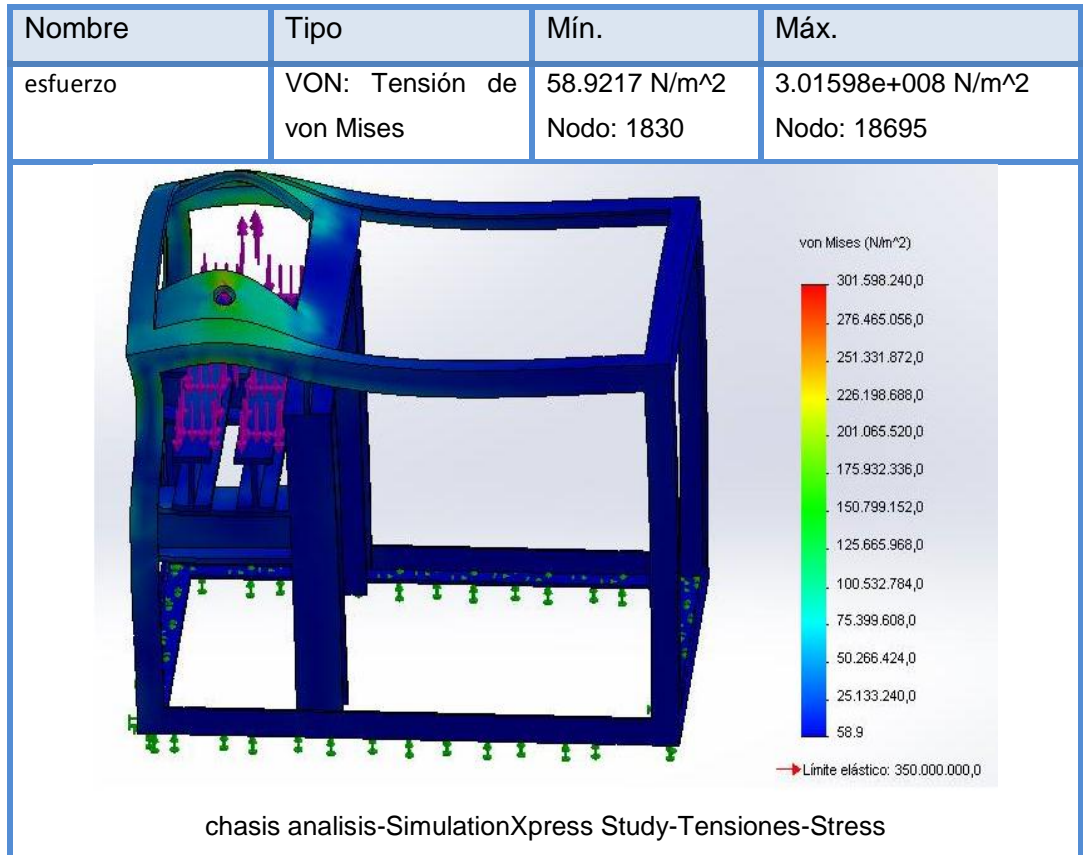 Nombre Tipo Mín. Máx.
esfuerzo VON: Tensión de 58.9217 N/m^2 3.01598e+008 N/m^2
von Mises Nodo: 1830 Nodo: 18695
von Mises (N/m^2)
301.598.240,0
276.465.056,0
251.331.872,0
226.198.688,0
201.065.520,0
175.932.336,0
150.799.152,0
125.665.968,0
100.532.784,0
75.399.608,0
50.266.424,0
25.133.240,0
58.9
Límite elástico: 350.000.000,0
chasis analisis-SimulationXpress Study-Tensiones-Stress